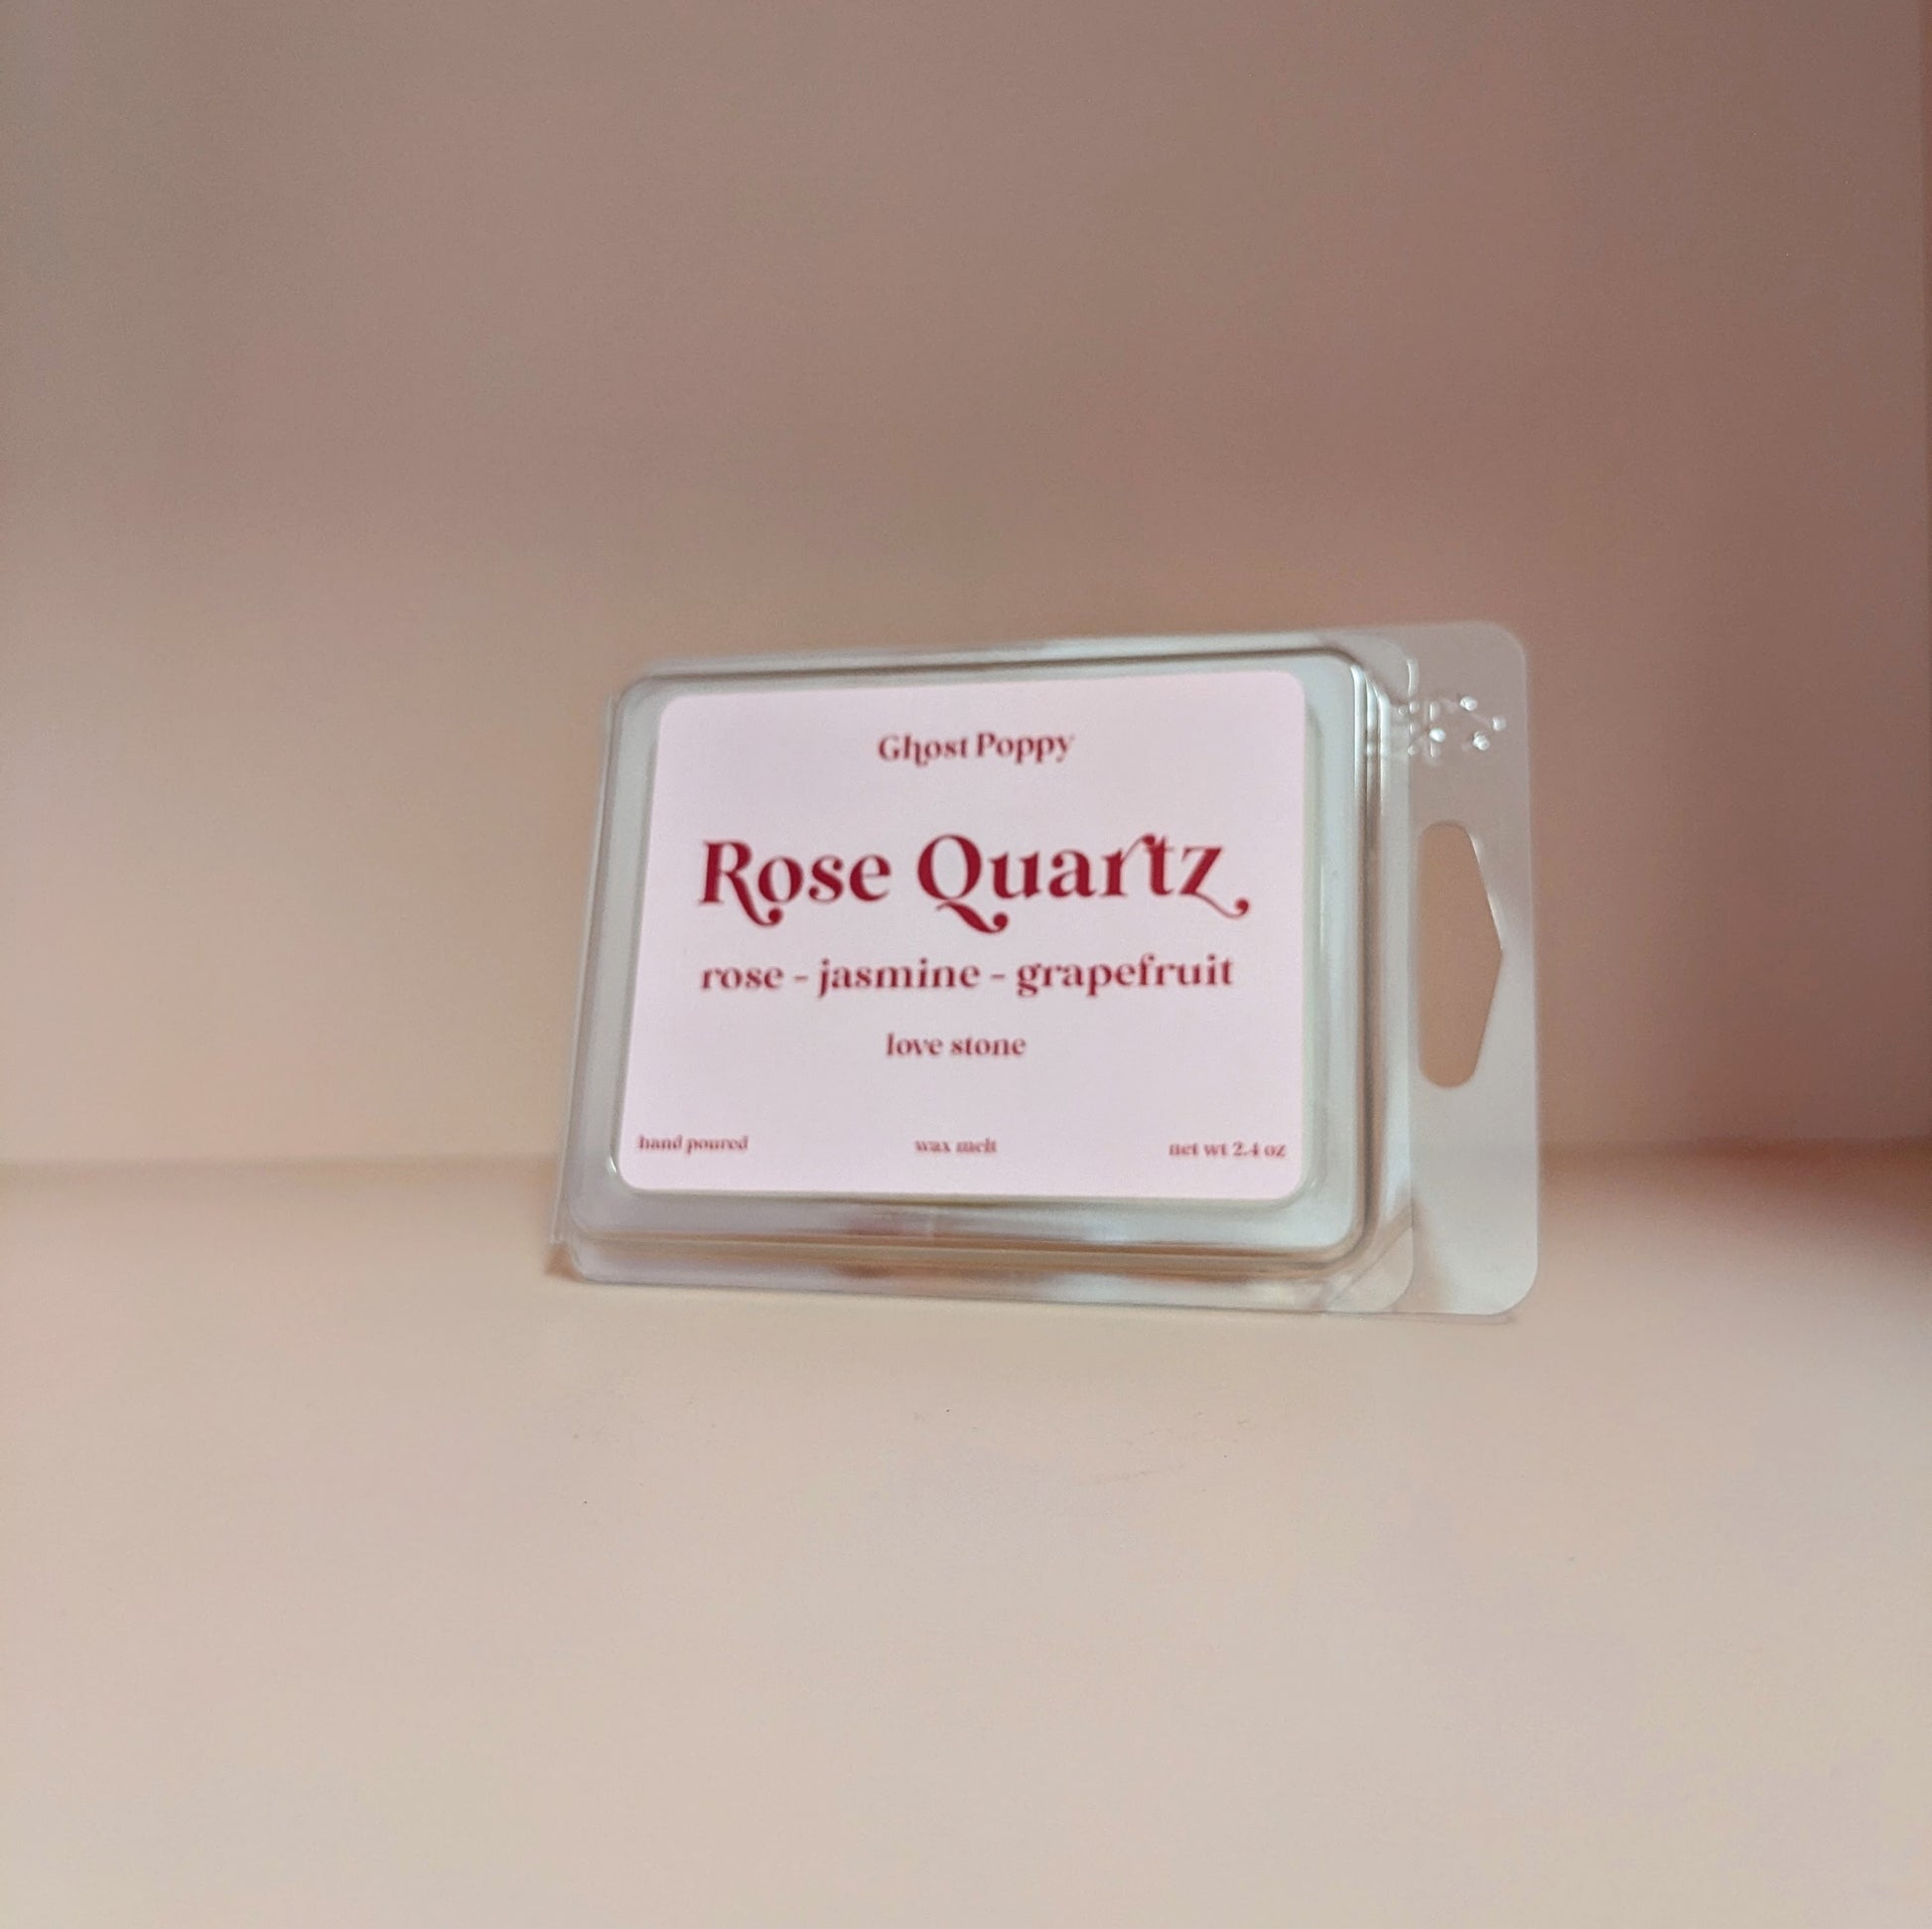 Ghost Poppy
Rose Quartz
rose - jasmine - grapefruit
love stone
hand poured
wax melt
net wt 2.4 oz